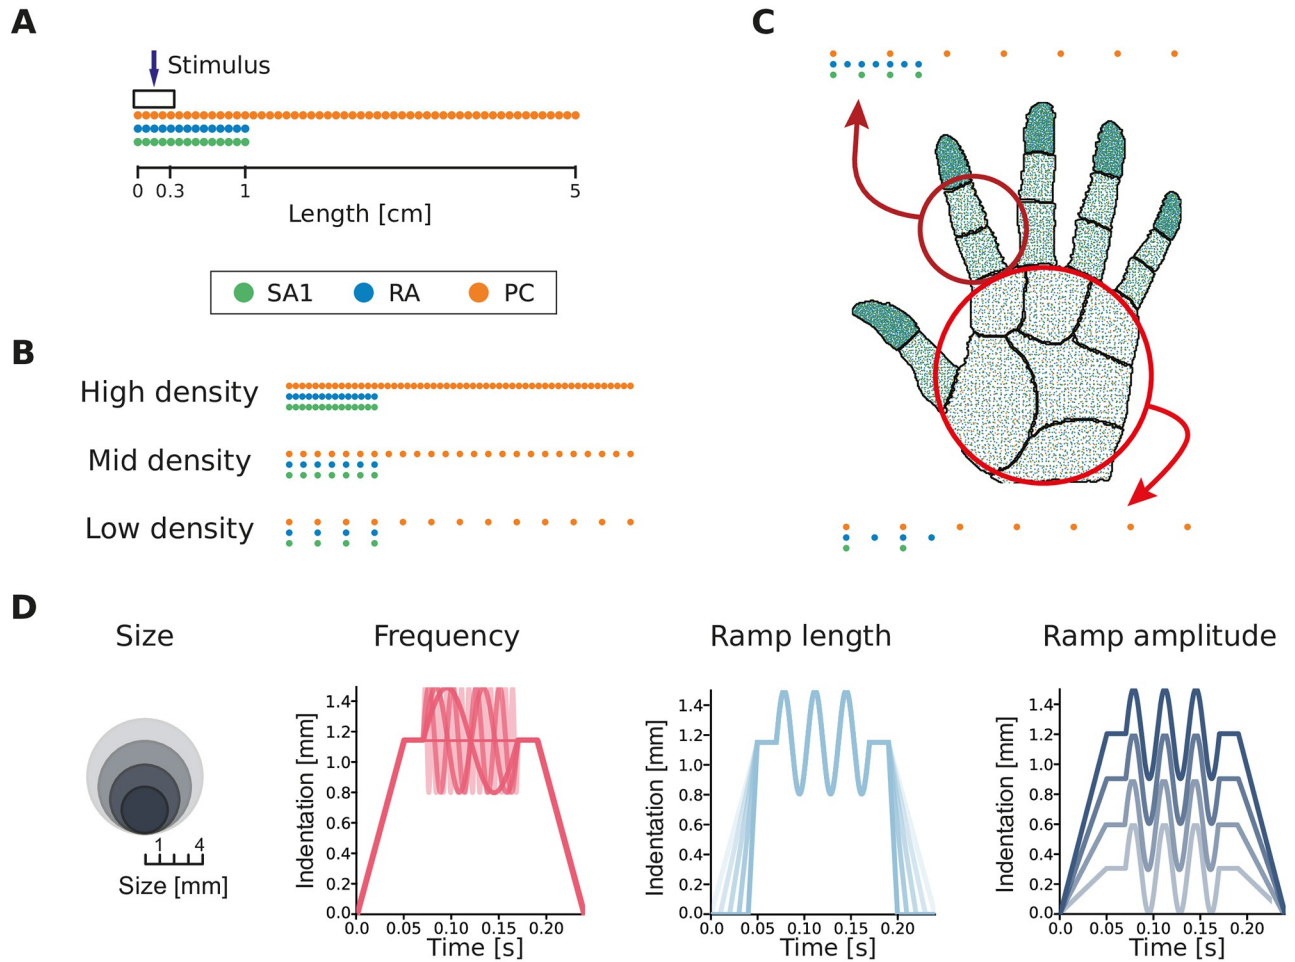 A
Stimulus
0 0.3 1 5
Length [cm]
SA1 RA PC
B
High density
Mid density
Low density
C
D
Size
1 4
Size [mm]
Frequency
Indentation [mm]
1.4
1.2
1.0
0.8
0.6
0.4
0.2
0.0
0.0 0.05 0.10 0.15 0.20
Time [s]
Ramp length
Indentation [mm]
1.4
1.2
1.0
0.8
0.6
0.4
0.2
0.0
0.0 0.05 0.10 0.15 0.20
Time [s]
Ramp amplitude
Indentation [mm]
1.4
1.2
1.0
0.8
0.6
0.4
0.2
0.0
0.0 0.05 0.10 0.15 0.20
Time [s]